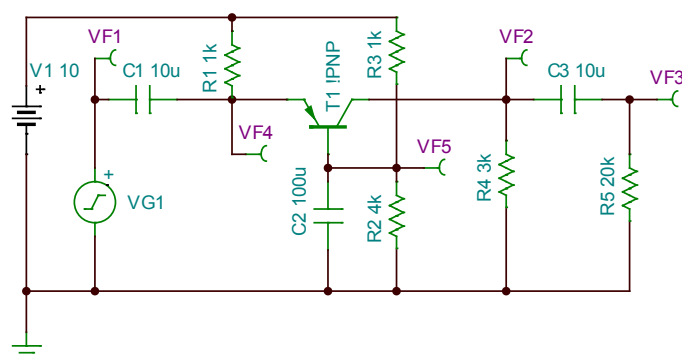 VF1
V1 10
+
C1 10u
R1 1k
T1 !PNP
R3 1k
VF2
C3 10u
VF3
VF4
VF5
+
VG1
C2 100u
R2 4k
R4 3k
R5 20k